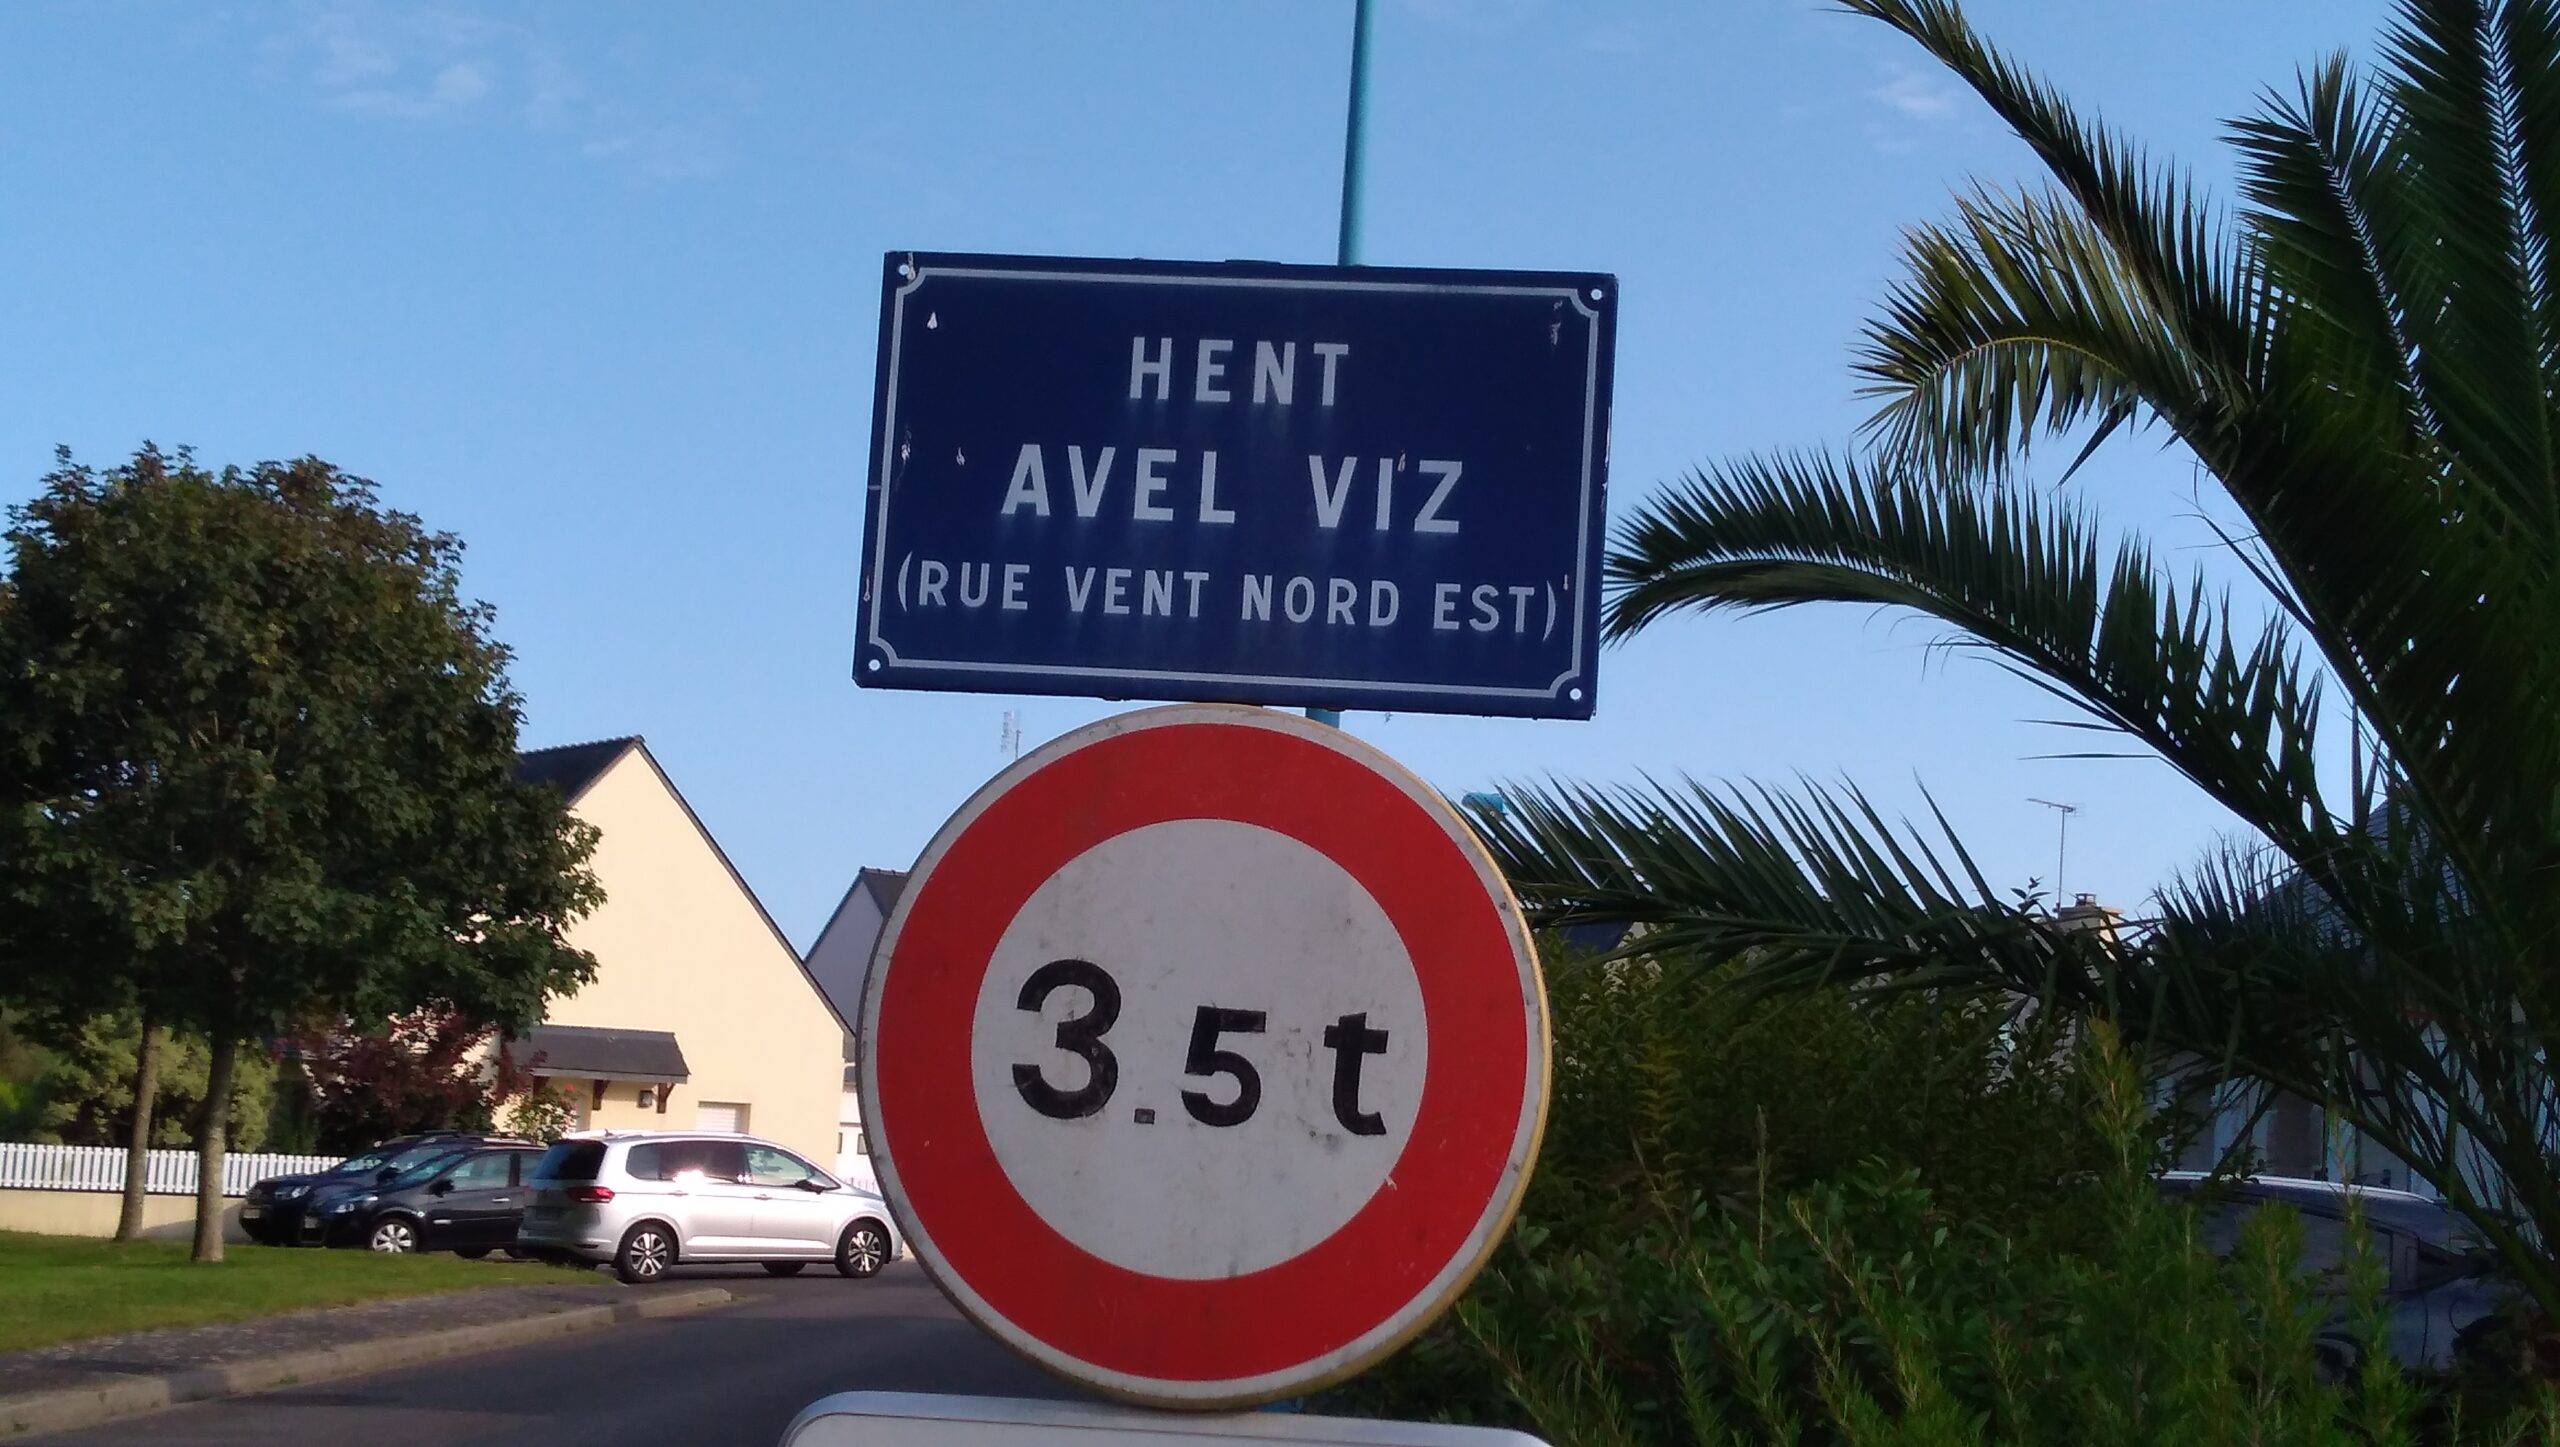 HENT
AVEL VIZ
(RUE VENT NORD EST)
3.5t